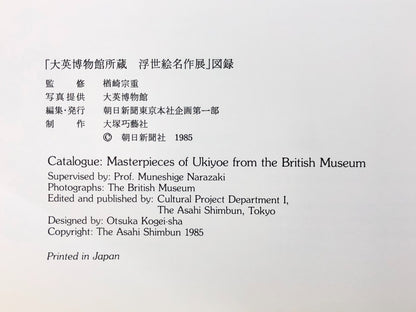 『大英博物館所蔵　浮世絵名作展』図録
監　　修　楢崎宗重
写真提供　大英博物館
編集・発行　朝日新聞東京本社企画第一部
制　　作　大塚巧藝社
©　朝日新聞社　1985
Catalogue: Masterpieces of Ukiyoe from the British Museum
Supervised by: Prof. Muneshige Narazaki
Photographs: The British Museum
Edited and published by: Cultural Project Department I,
The Asahi Shimbun, Tokyo
Designed by: Otsuka Kogei-sha
Copyright: The Asahi Shimbun 1985
Printed in Japan